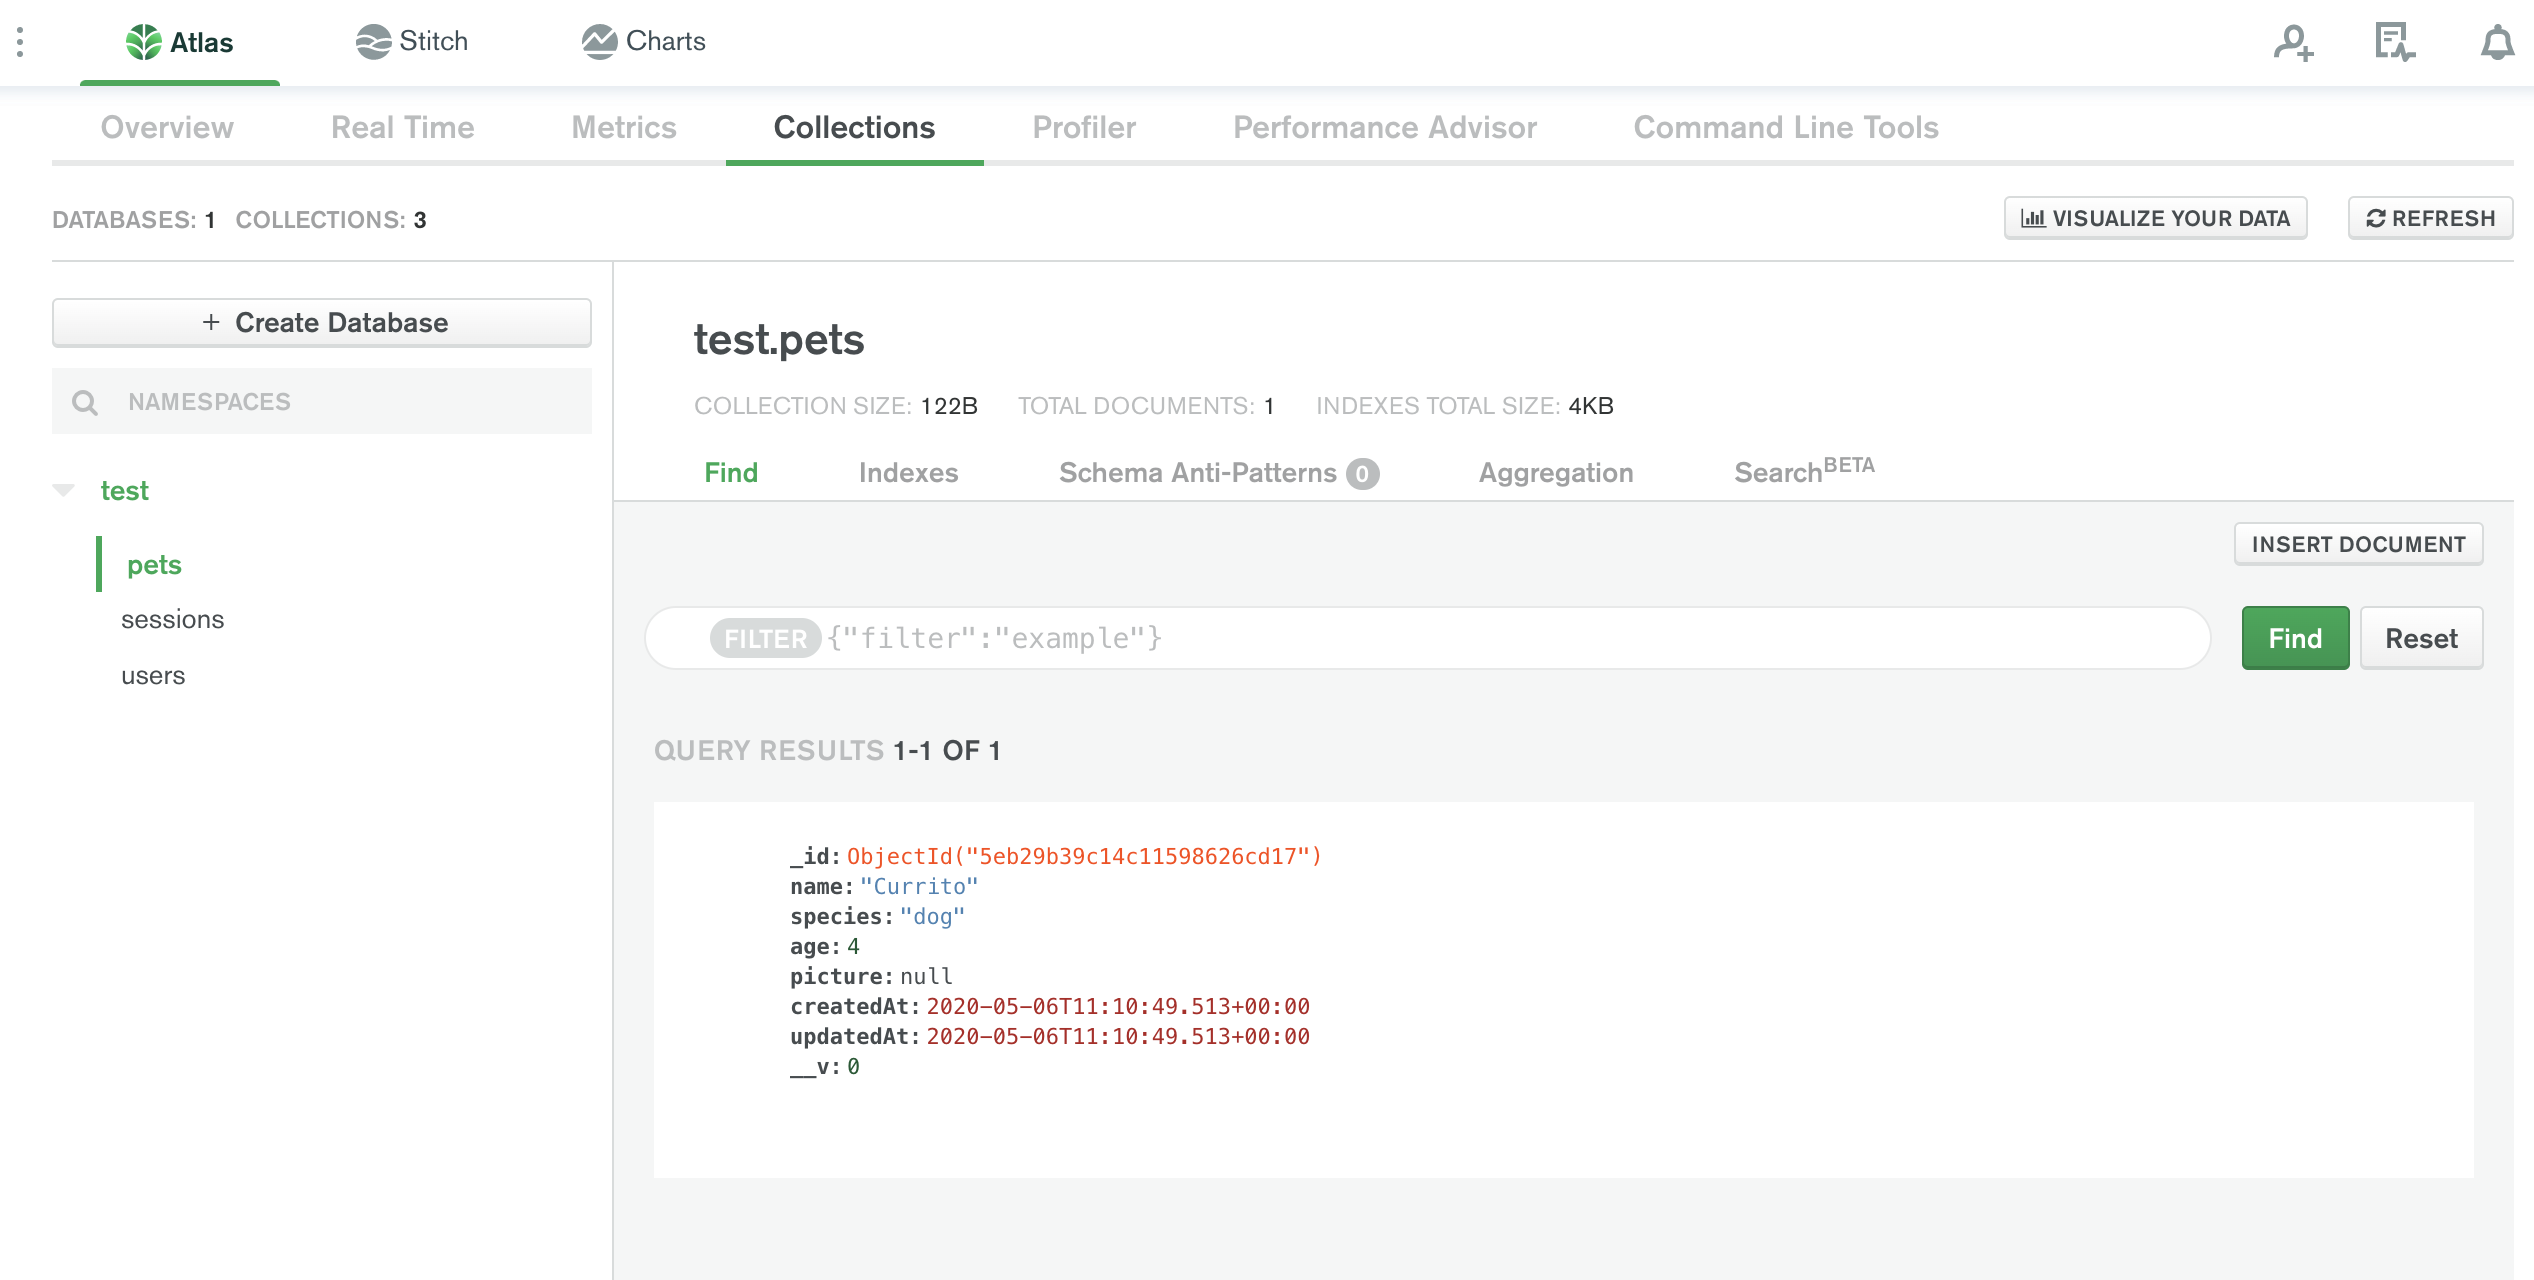 Atlas Stitch Charts
Overview Real Time Metrics Collections Profiler Performance Advisor Command Line Tools
DATABASES: 1 COLLECTIONS: 3 VISUALIZE YOUR DATA REFRESH
+ Create Database
NAMESPACES
test
pets
sessions
users
test.pets
COLLECTION SIZE: 122B TOTAL DOCUMENTS: 1 INDEXES TOTAL SIZE: 4KB
Find Indexes Schema Anti-Patterns 0 Aggregation Search BETA
INSERT DOCUMENT
FILTER {"filter":"example"} Find Reset
QUERY RESULTS 1-1 OF 1
_id: ObjectId("5eb29b39c14c11598626cd17")
name: "Currito"
species: "dog"
age: 4
picture: null
createdAt: 2020-05-06T11:10:49.513+00:00
updatedAt: 2020-05-06T11:10:49.513+00:00
__v: 0